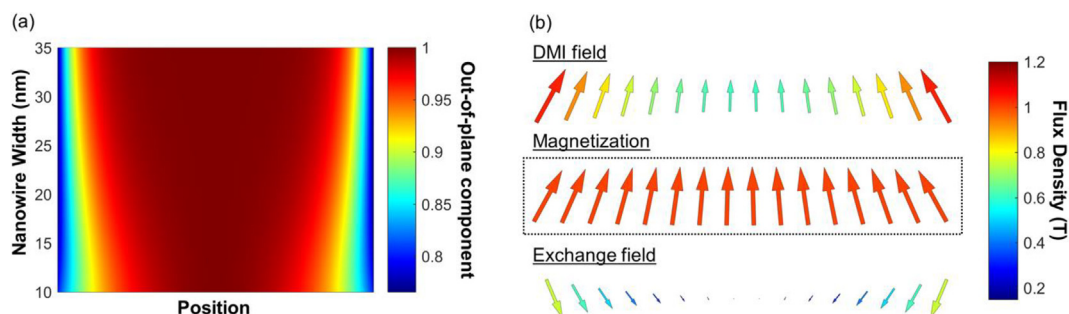 (a)
35
30
25
20
15
10
Nanowire Width (nm)
Position
1
0.95
0.9
0.85
0.8
Out-of-plane component
(b)
DMI field
Magnetization
Exchange field
1.2
1
0.8
0.6
0.4
0.2
Flux Density (T)